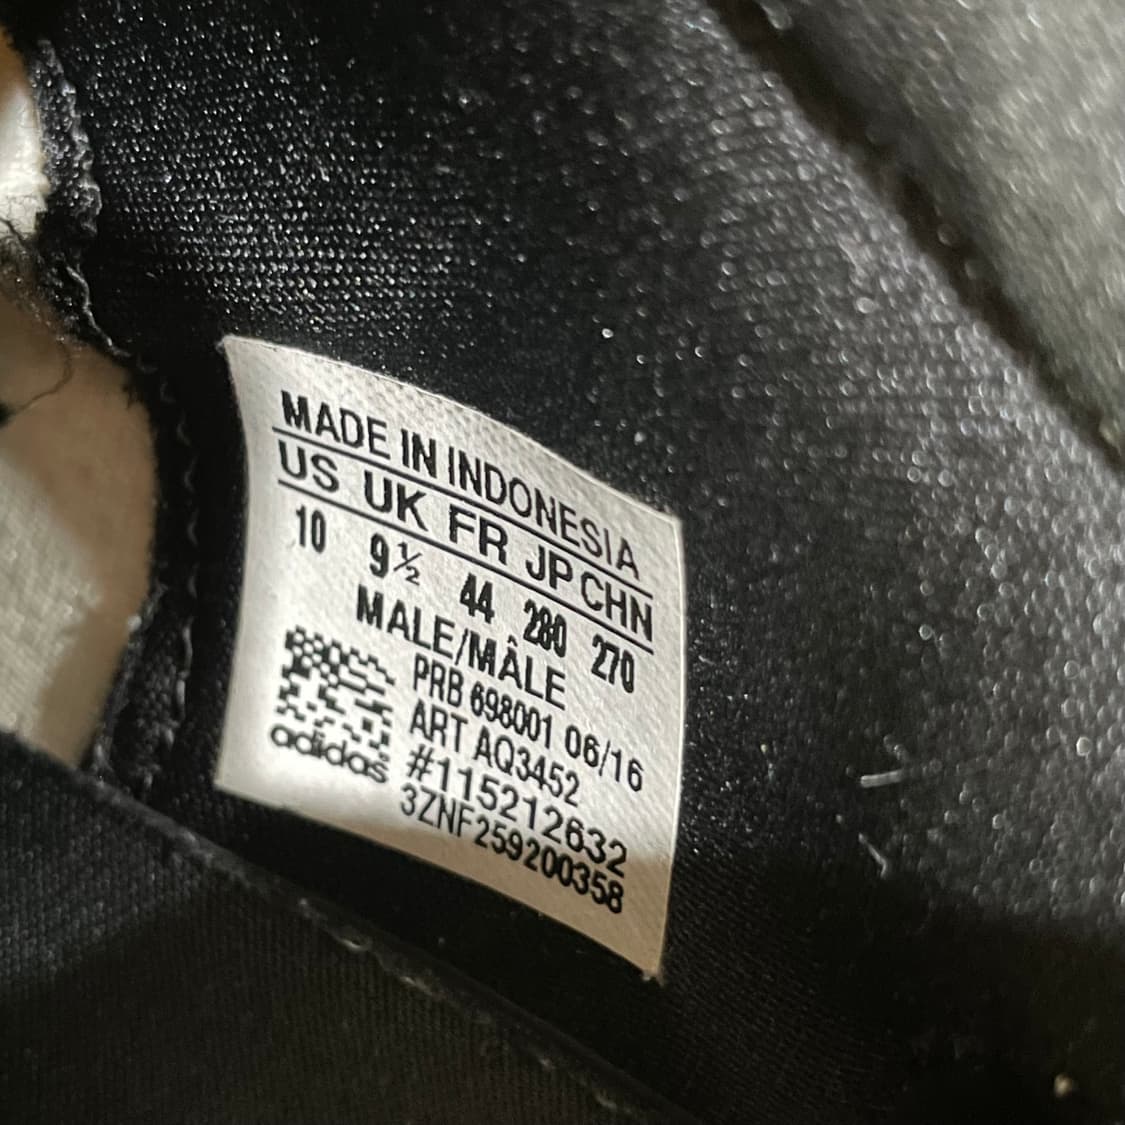 MADE IN INDONESIA
US UK FR JP CHN
10 9½ 44 280 270
MALE/MÂLE
PRB 698001 06/16
ART AQ3452
#115212632
3ZNF259200358
adidas